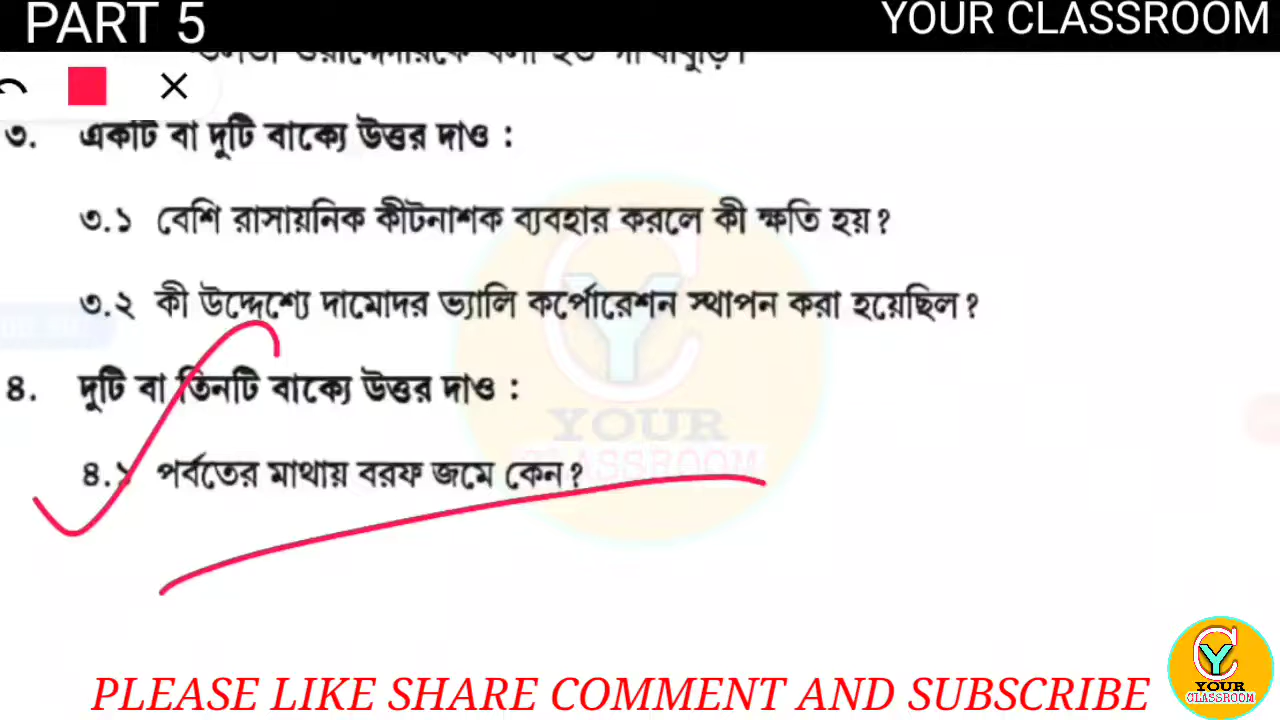 PART 5
YOUR CLASSROOM
৩. একটি বা দুটি বাক্যে উত্তর দাও :
৩.১ বেশি রাসায়নিক কীটনাশক ব্যবহার করলে কী ক্ষতি হয়?
৩.২ কী উদ্দেশ্যে দামোদর ভ্যালি কর্পোরেশন স্থাপন করা হয়েছিল?
৪. দুটি বা তিনটি বাক্যে উত্তর দাও :
৪.১ পর্বতের মাথায় বরফ জমে কেন?
YOUR
CLASSROOM
PLEASE LIKE SHARE COMMENT AND SUBSCRIBE
YOUR
CLASSROOM